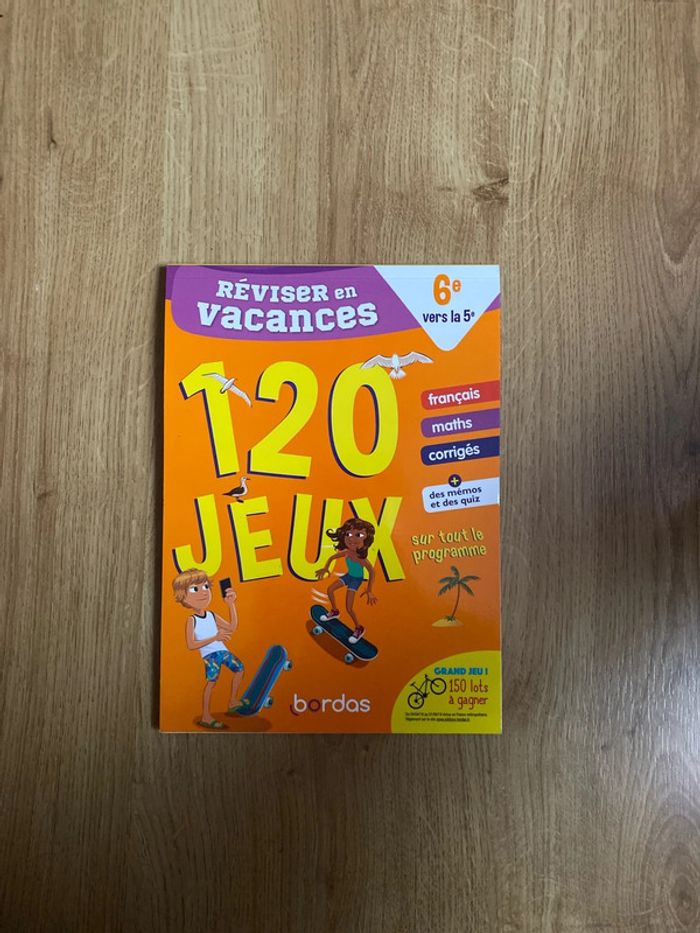 RÉVISER en
vacances
6e
vers la 5e
120
JEUX
français
maths
corrigés
+
des mémos
et des quiz
sur tout le
programme
GRAND JEU !
150 lots
à gagner
bordas